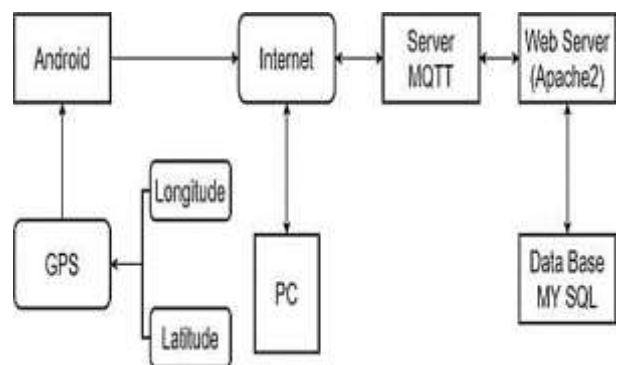 Android
Internet
Server
MQTT
Web Server
(Apache2)
Longitude
GPS
Latitude
PC
Data Base
MY SQL